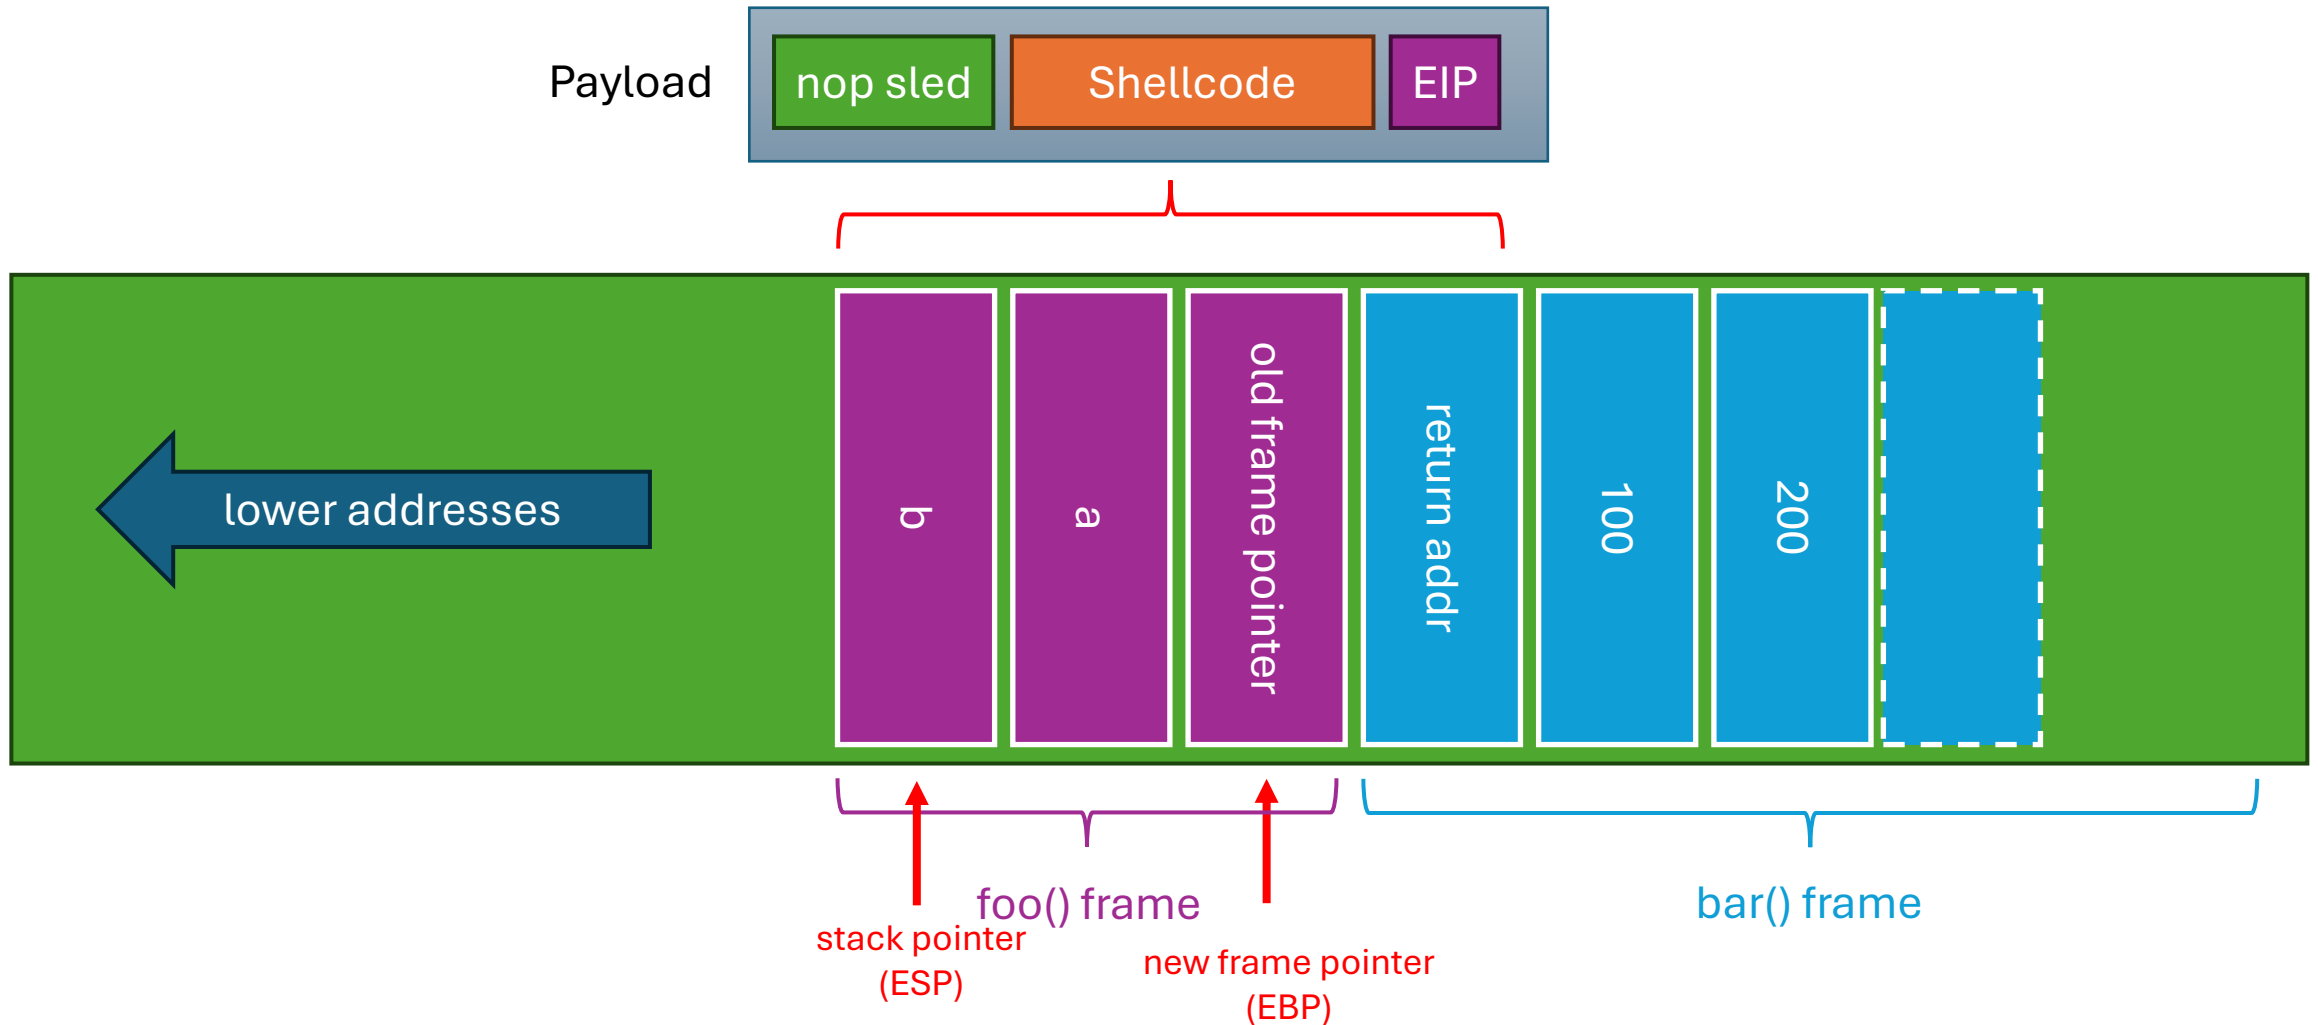 Payload
nop sled
Shellcode
EIP
lower addresses
b
a
old frame pointer
return addr
100
200
foo() frame
bar() frame
stack pointer
(ESP)
new frame pointer
(EBP)